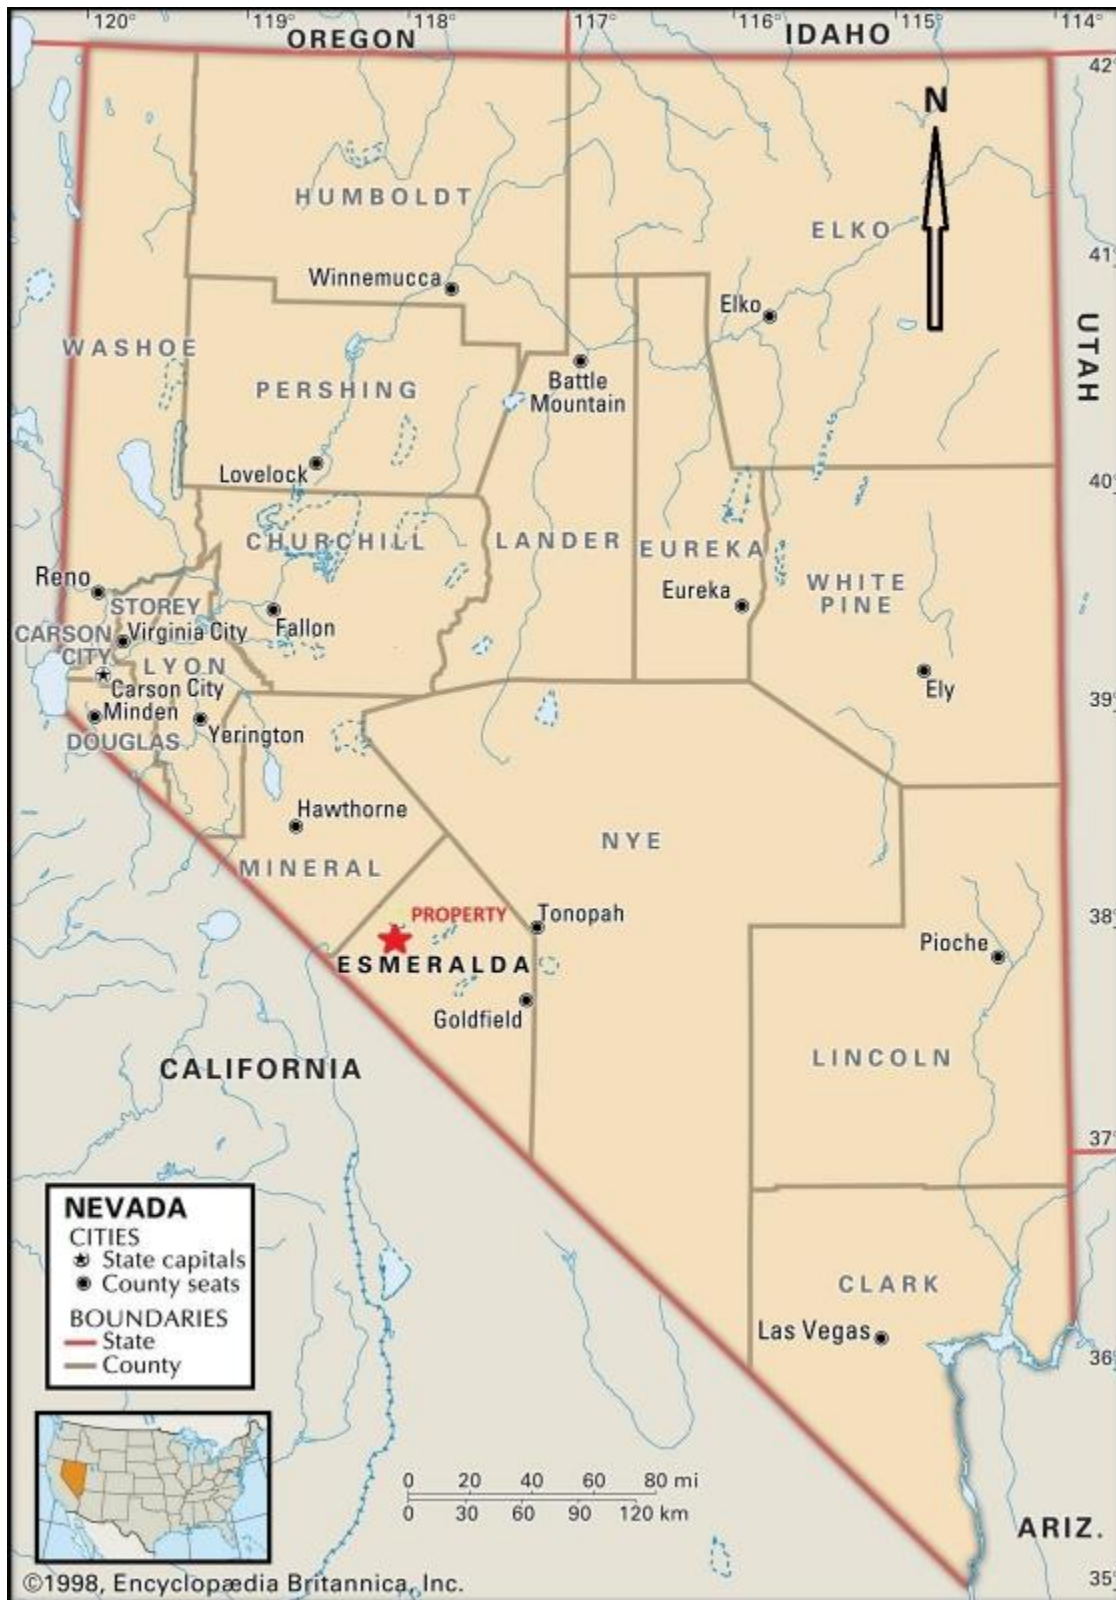 120°
119°
118°
117°
116°
115°
114°
OREGON
IDAHO
42°
N
HUMBOLDT
ELKO
41°
Winnemucca
Elko
UTAH
WASHOE
PERSHING
Battle
Mountain
Lovelock
40°
CHURCHILL
LANDER
EUREKA
WHITE
PINE
Reno
STOREY
Eureka
CARSON
CITY
Virginia City
Fallon
LYON
Carson City
Ely
39°
Minden
DOUGLAS
Yerington
Hawthorne
NYE
MINERAL
PROPERTY
Tonopah
38°
Pioche
ESMERALDA
Goldfield
CALIFORNIA
LINCOLN
37°
NEVADA
CITIES
State capitals
County seats
BOUNDARIES
State
County
CLARK
Las Vegas
36°
0 20 40 60 80 mi
0 30 60 90 120 km
ARIZ.
35°
©1998, Encyclopædia Britannica, Inc.